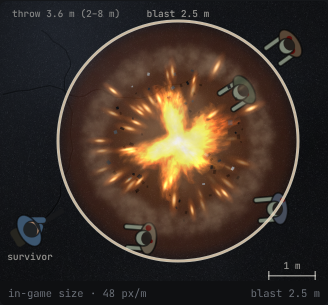 throw 3.6 m (2–8 m) blast 2.5 m
survivor
1 m
in-game size · 48 px/m blast 2.5 m